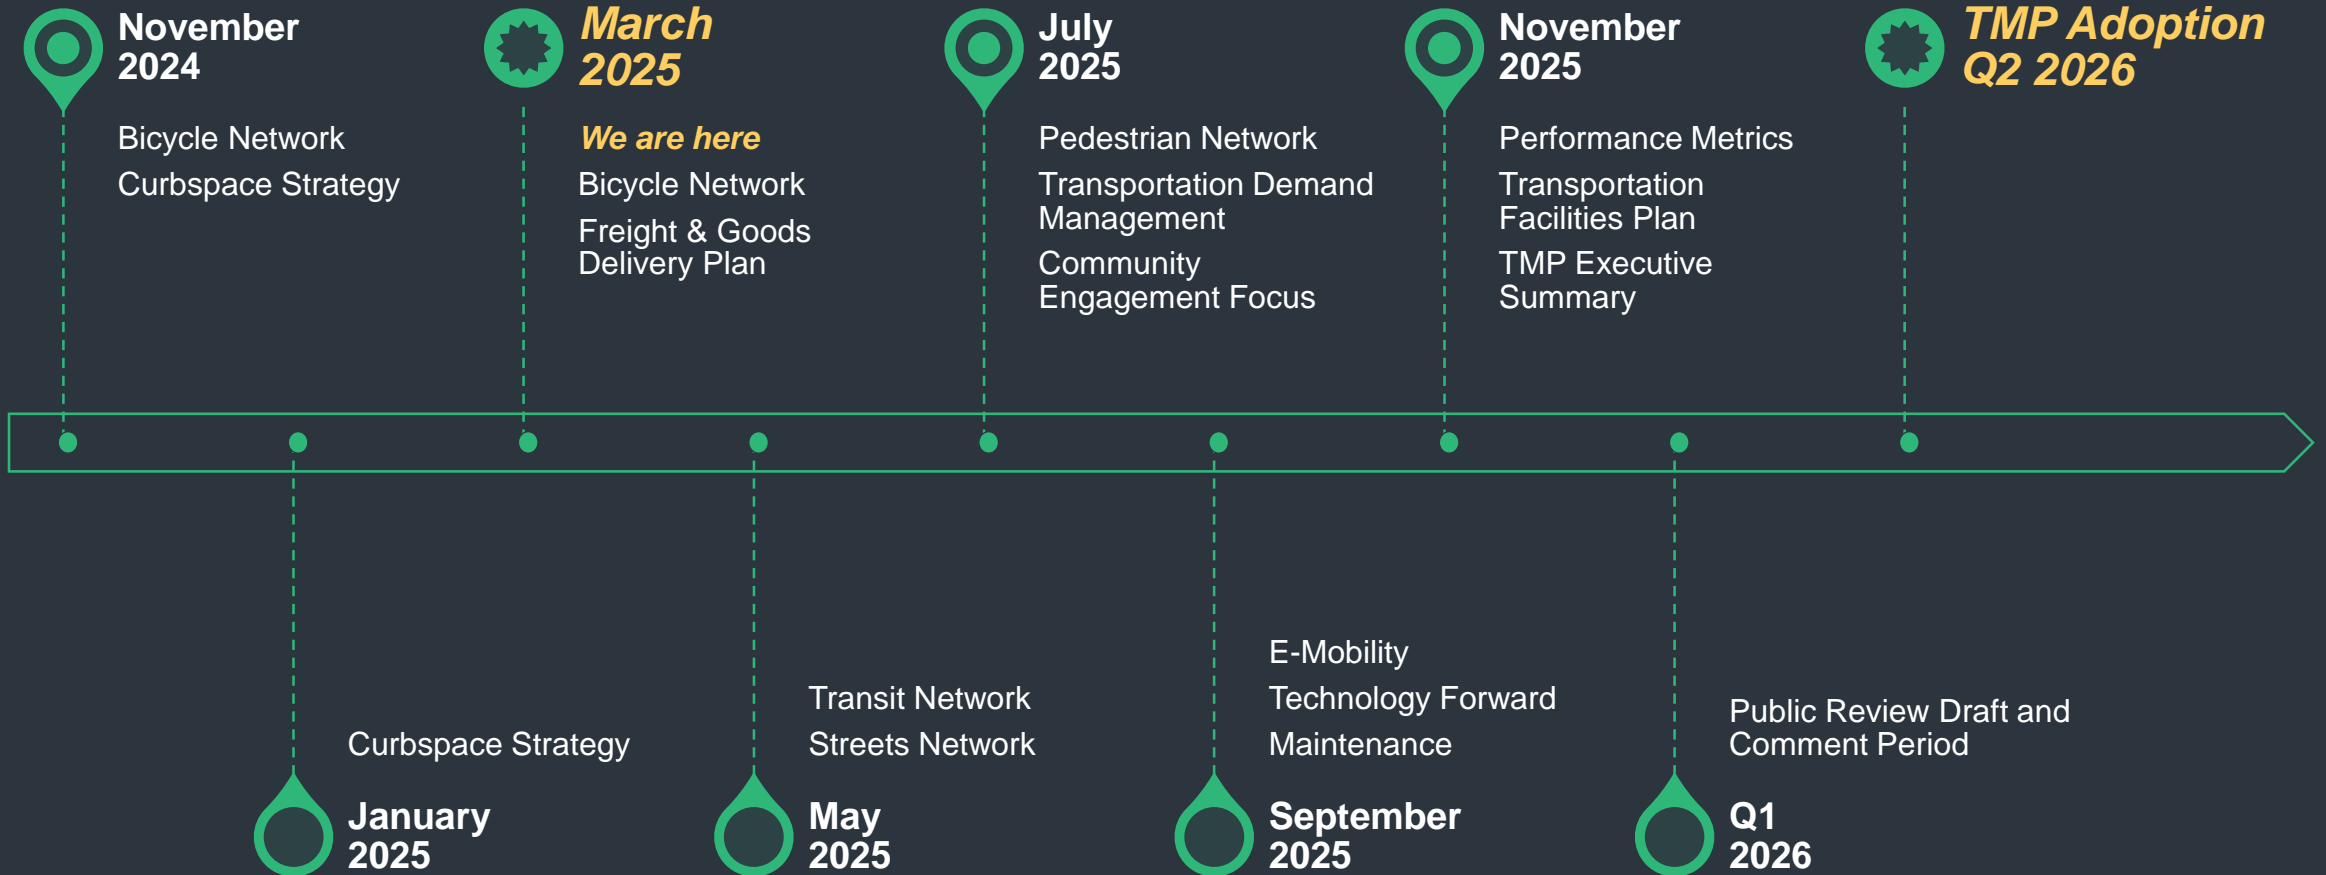 November
2024
Bicycle Network
Curbspace Strategy
March
2025
We are here
Bicycle Network
Freight & Goods
Delivery Plan
July
2025
Pedestrian Network
Transportation Demand
Management
Community
Engagement Focus
November
2025
Performance Metrics
Transportation
Facilities Plan
TMP Executive
Summary
TMP Adoption
Q2 2026
Curbspace Strategy
January
2025
Transit Network
Streets Network
May
2025
E-Mobility
Technology Forward
Maintenance
September
2025
Public Review Draft and
Comment Period
Q1
2026